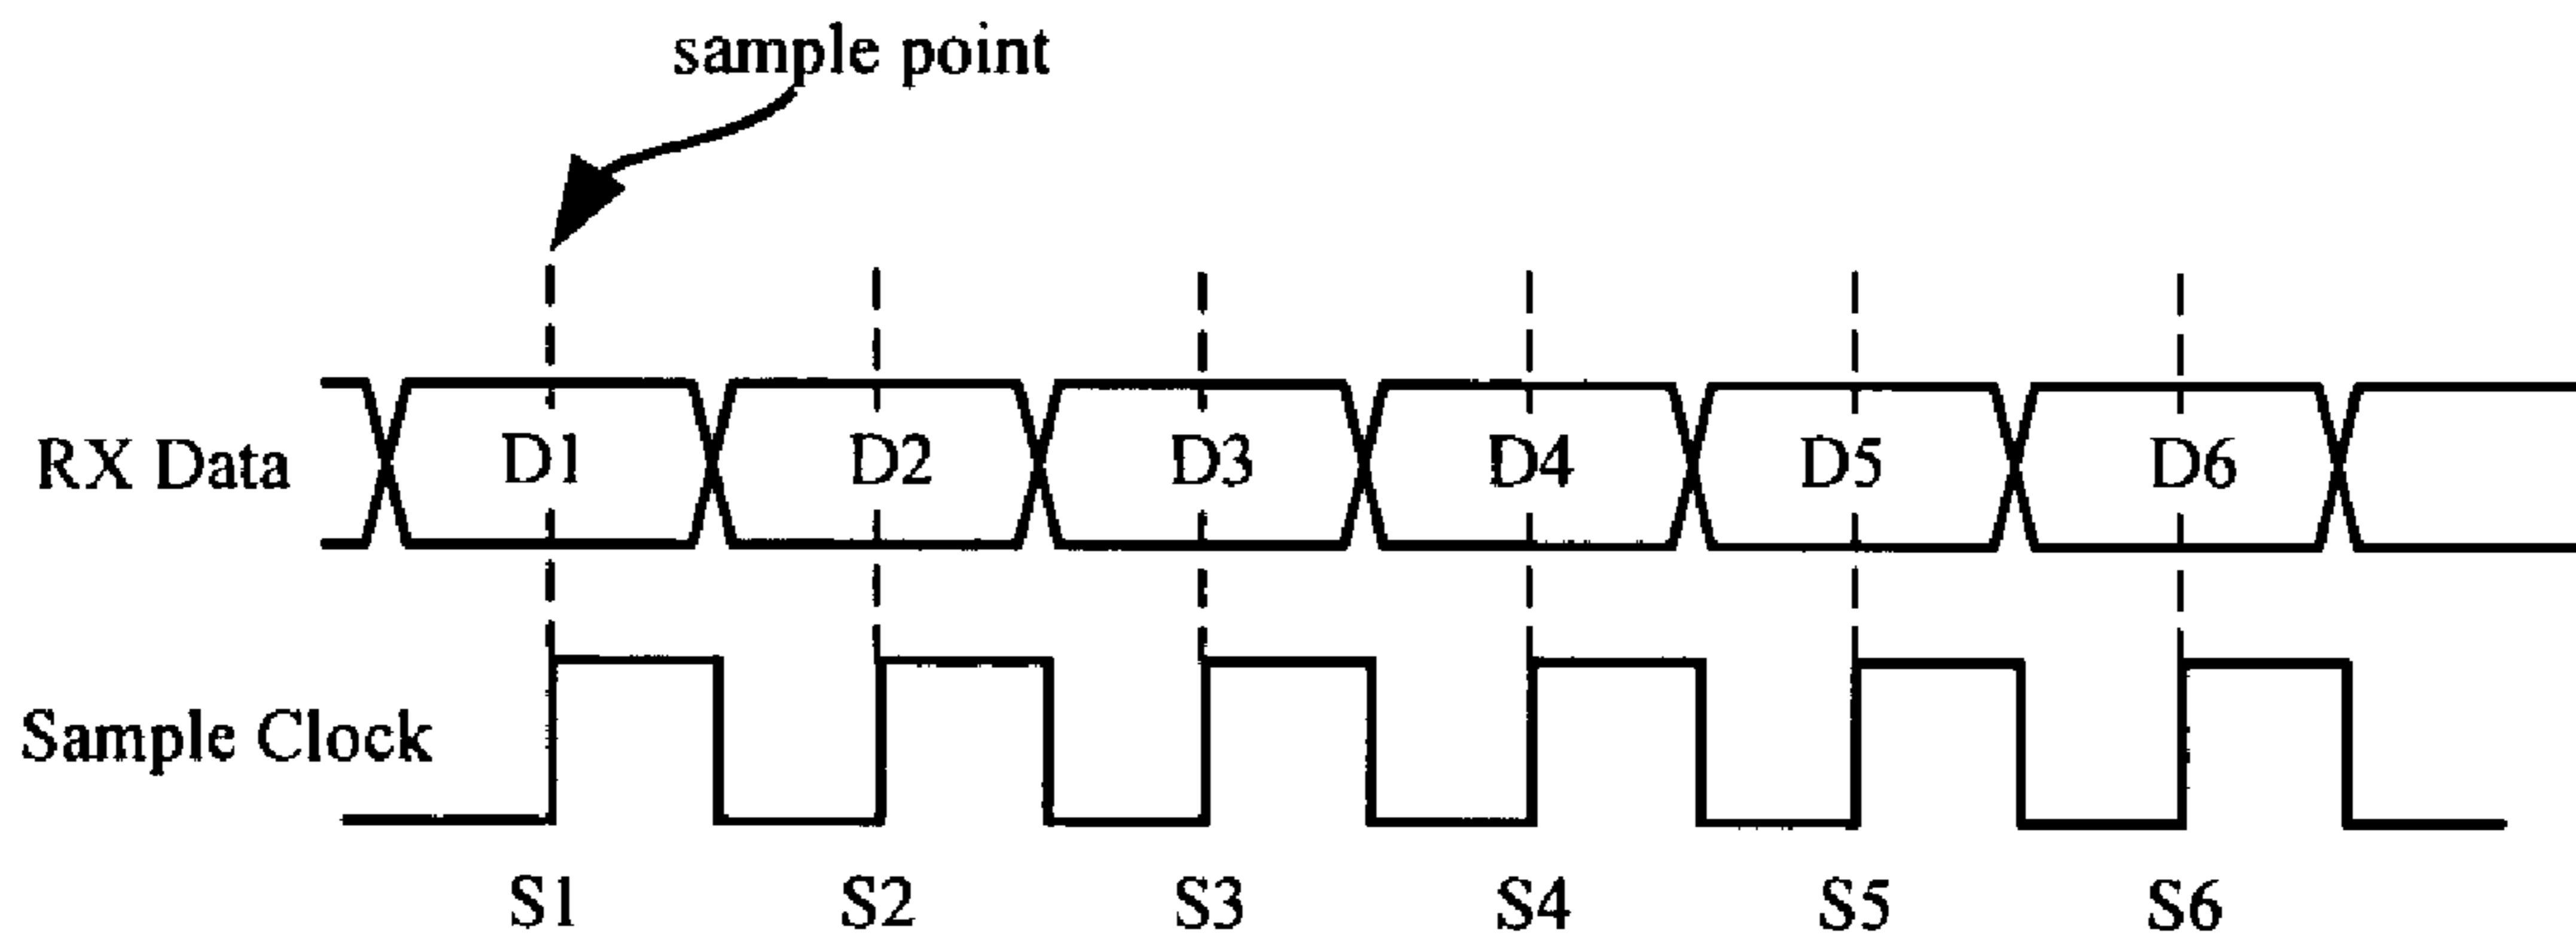 sample point
RX Data D1 D2 D3 D4 D5 D6
Sample Clock
S1 S2 S3 S4 S5 S6